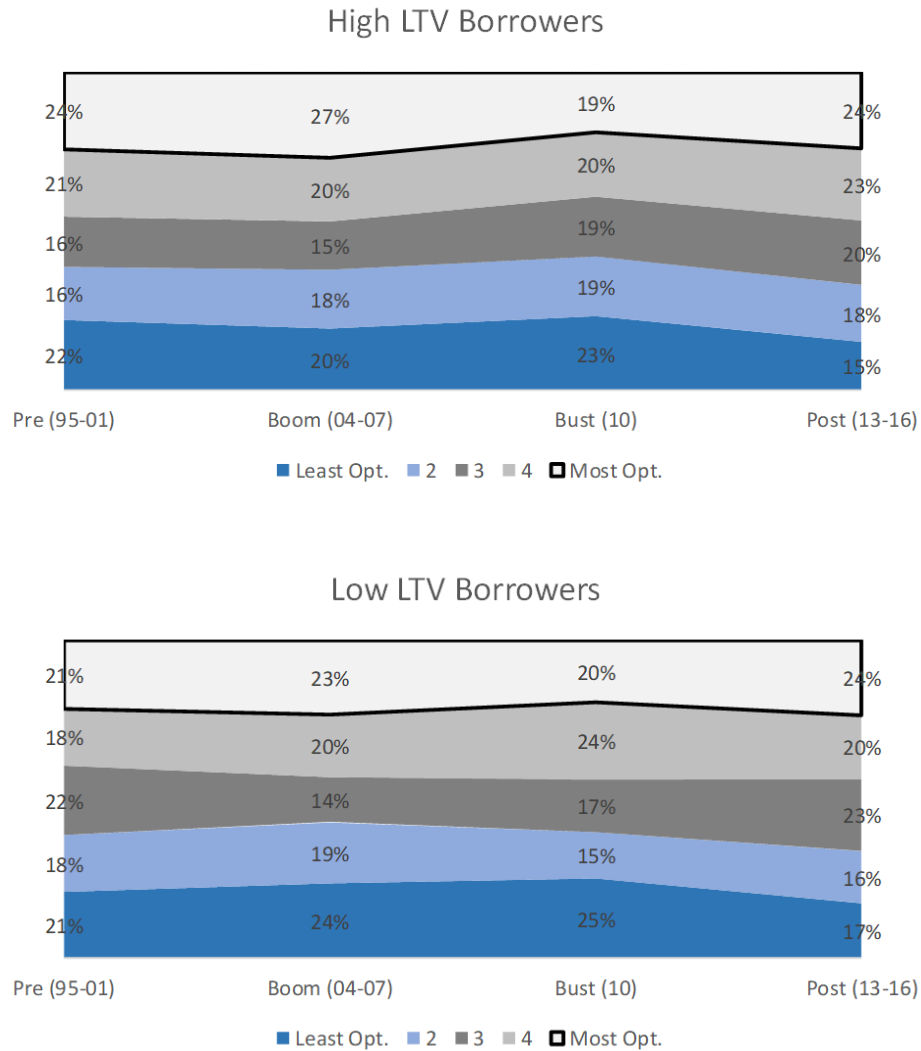 High LTV Borrowers
24% 27% 19% 24%
21% 20% 20% 23%
16% 15% 19% 20%
16% 18% 19% 18%
22% 20% 23% 15%
Pre (95-01) Boom (04-07) Bust (10) Post (13-16)
Least Opt. 2 3 4 Most Opt.
Low LTV Borrowers
21% 23% 20% 24%
18% 20% 24% 20%
22% 14% 17% 23%
18% 19% 15% 16%
21% 24% 25% 17%
Pre (95-01) Boom (04-07) Bust (10) Post (13-16)
Least Opt. 2 3 4 Most Opt.